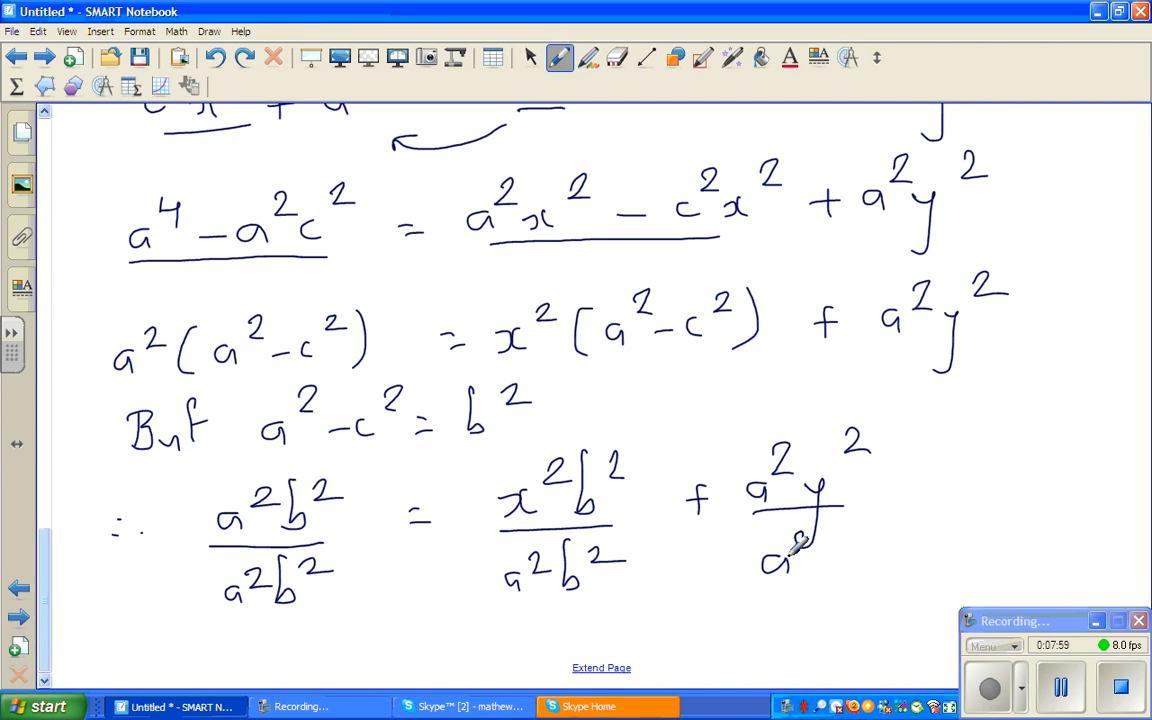 Untitled * - SMART Notebook
File Edit View Insert Format Math Draw Help
a⁴ - a²c² = a²x² - c²x² + a²y²
a²(a² - c²) = x²(a² - c²) + a²y²
But a² - c² = b²
∴ a²b²/a²b² = x²b²/a²b² + a²y²/a
Extend Page
Recording...
Menu 0:07:59 8.0 fps
start Untitled * - SMART N... Recording... Skype™ [2] - mathew... Skype Home